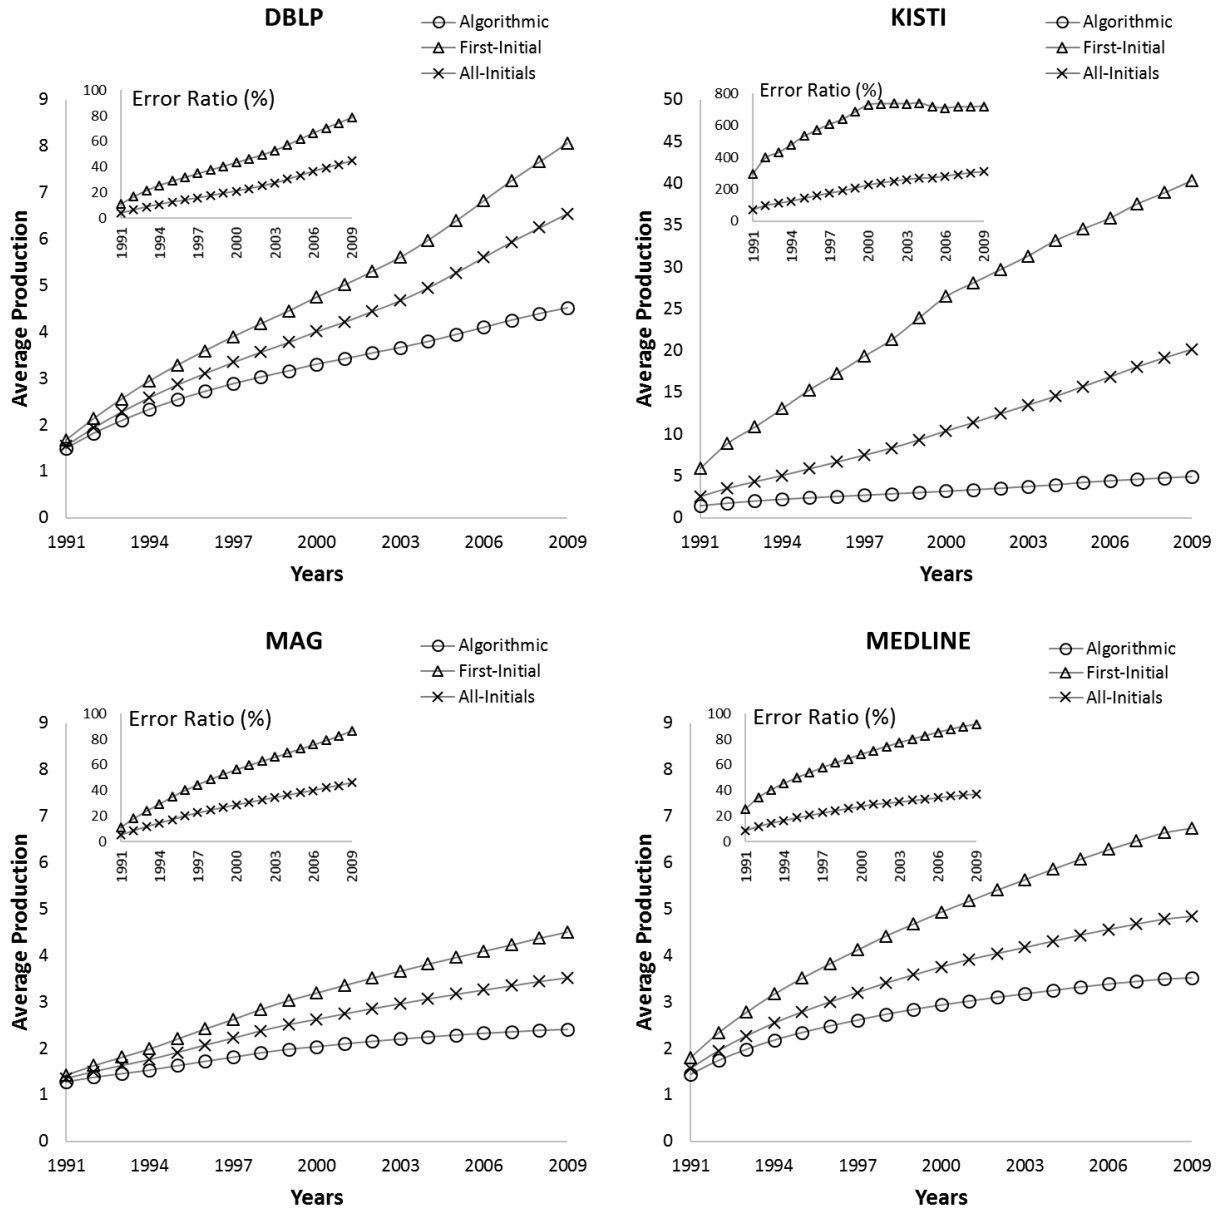 DBLP
Algorithmic
First-Initial
All-Initials
Error Ratio (%)
100
80
60
40
20
0
1991 1994 1997 2000 2003 2006 2009
9
8
7
6
5
4
3
2
1
0
Average Production
1991 1994 1997 2000 2003 2006 2009
Years
KISTI
Algorithmic
First-Initial
All-Initials
Error Ratio (%)
800
600
400
200
0
1991 1994 1997 2000 2003 2006 2009
50
45
40
35
30
25
20
15
10
5
0
Average Production
1991 1994 1997 2000 2003 2006 2009
Years
MAG
Algorithmic
First-Initial
All-Initials
Error Ratio (%)
100
80
60
40
20
0
1991 1994 1997 2000 2003 2006 2009
9
8
7
6
5
4
3
2
1
0
Average Production
1991 1994 1997 2000 2003 2006 2009
Years
MEDLINE
Algorithmic
First-Initial
All-Initials
Error Ratio (%)
100
80
60
40
20
0
1991 1994 1997 2000 2003 2006 2009
9
8
7
6
5
4
3
2
1
0
Average Production
1991 1994 1997 2000 2003 2006 2009
Years